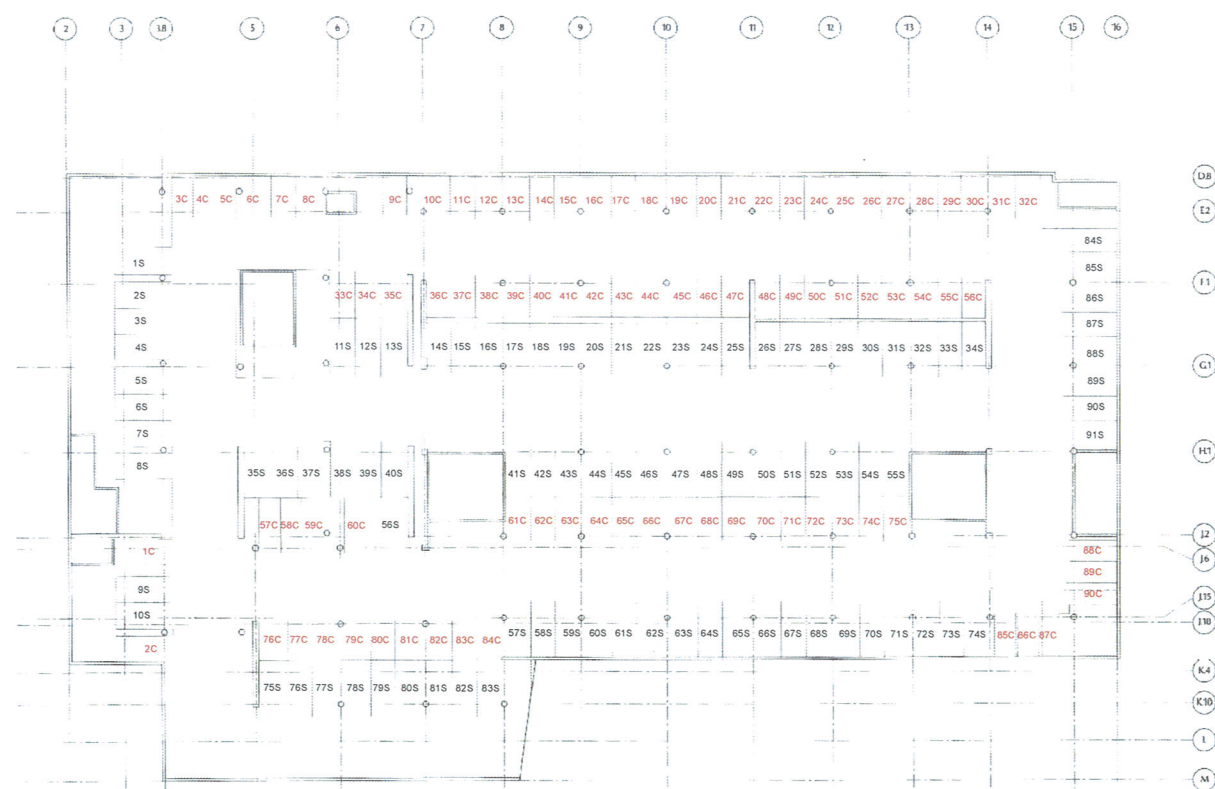 2 3 3.8 5 6 7 8 9 10 11 12 13 14 15 16
D.8
3C 4C 5C 6C 7C 8C 9C 10C 11C 12C 13C 14C 15C 16C 17C 18C 19C 20C 21C 22C 23C 24C 25C 26C 27C 28C 29C 30C 31C 32C
E.2
84S
1S
85S
F.1
2S 33C 34C 35C 36C 37C 38C 39C 40C 41C 42C 43C 44C 45C 46C 47C 48C 49C 50C 51C 52C 53C 54C 55C 56C 86S
3S
87S
4S 11S 12S 13S 14S 15S 16S 17S 18S 19S 20S 21S 22S 23S 24S 25S 26S 27S 28S 29S 30S 31S 32S 33S 34S 88S
G.1
5S
89S
6S
90S
7S
91S
H.1
8S 35S 36S 37S 38S 39S 40S 41S 42S 43S 44S 45S 46S 47S 48S 49S 50S 51S 52S 53S 54S 55S
57C 58C 59C 60C 56S 61C 62C 63C 64C 65C 66C 67C 68C 69C 70C 71C 72C 73C 74C 75C
J.2
1C
88C
J.6
89C
9S
90C
J.15
10S
J.18
76C 77C 78C 79C 80C 81C 82C 83C 84C 57S 58S 59S 60S 61S 62S 63S 64S 65S 66S 67S 68S 69S 70S 71S 72S 73S 74S 85C 86C 87C
2C
K.4
75S 76S 77S 78S 79S 80S 81S 82S 83S
K.10
L
M